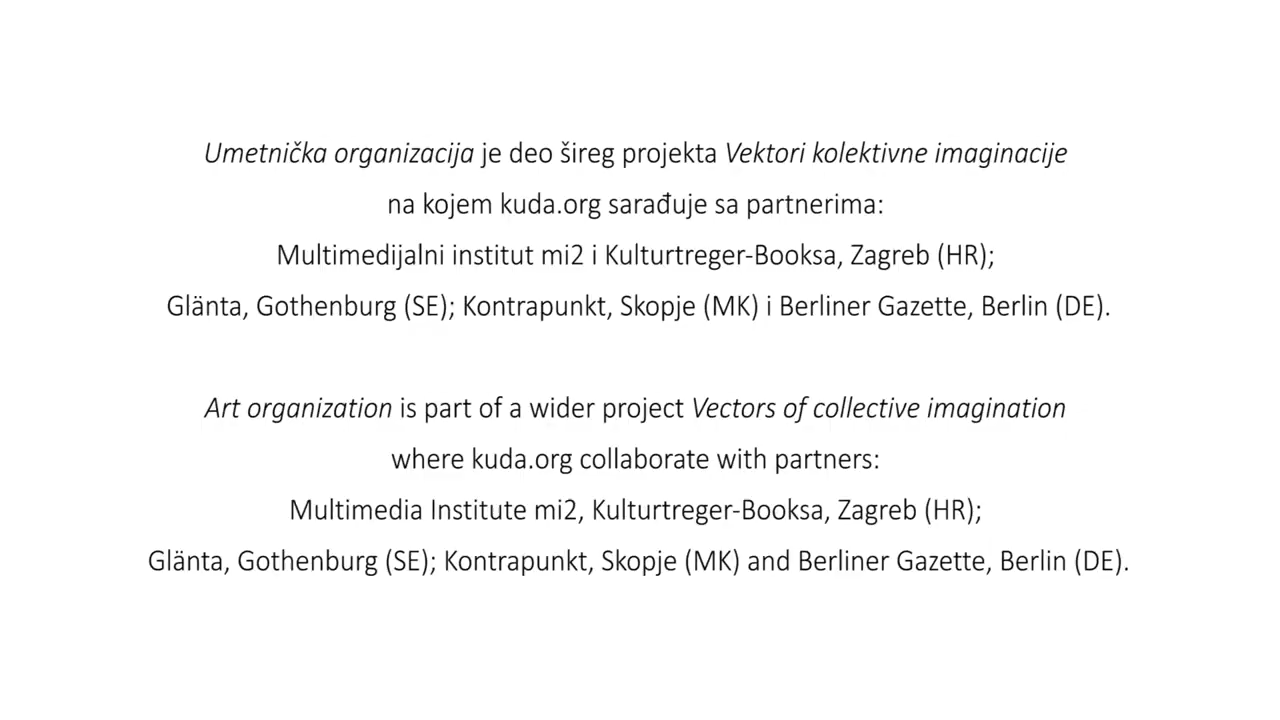 Umetnička organizacija je deo šireg projekta Vektori kolektivne imaginacije
na kojem kuda.org sarađuje sa partnerima:
Multimedijalni institut mi2 i Kulturtreger-Booksa, Zagreb (HR);
Glänta, Gothenburg (SE); Kontrapunkt, Skopje (MK) i Berliner Gazette, Berlin (DE).
Art organization is part of a wider project Vectors of collective imagination
where kuda.org collaborate with partners:
Multimedia Institute mi2, Kulturtreger-Booksa, Zagreb (HR);
Glänta, Gothenburg (SE); Kontrapunkt, Skopje (MK) and Berliner Gazette, Berlin (DE).